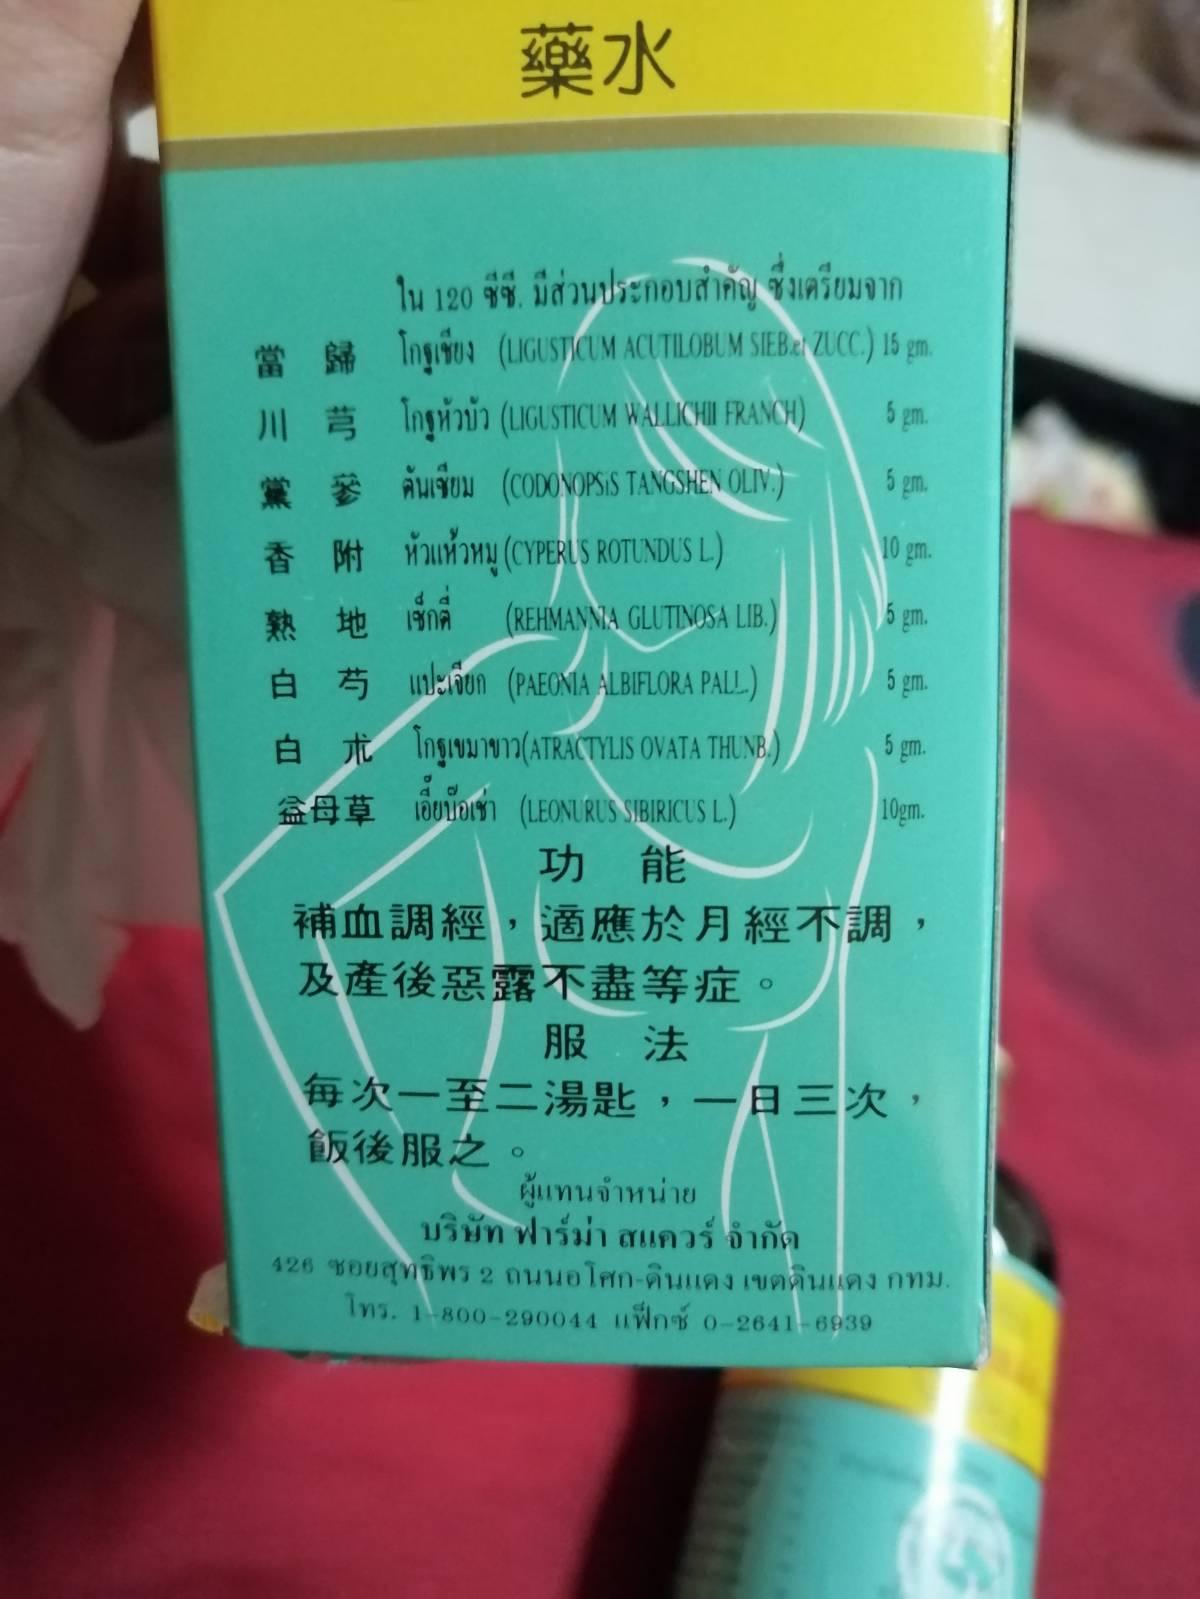 藥水
ใน 120 ซีซี. มีส่วนประกอบสำคัญ ซึ่งเตรียมจาก
當歸 โกฐเชียง (LIGUSTICUM ACUTILOBUM SIEB.et ZUCC.) 15 gm.
川芎 โกฐหัวบัว (LIGUSTICUM WALLICHII FRANCH) 5 gm.
黨蔘 ตันเซียม (CODONOPSiS TANGSHEN OLIV.) 5 gm.
香附 หัวแห้วหมู (CYPERUS ROTUNDUS L.) 10 gm.
熟地 เซ็กตี่ (REHMANNIA GLUTINOSA LIB.) 5 gm.
白芍 แปะเจียก (PAEONIA ALBIFLORA PALL.) 5 gm.
白朮 โกฐเขมาขาว (ATRACTYLIS OVATA THUNB.) 5 gm.
益母草 เอี๊ยบ๊อเช่า (LEONURUS SIBIRICUS L.) 10gm.
功能
補血調經，適應於月經不調，
及產後惡露不盡等症。
服法
每次一至二湯匙，一日三次，
飯後服之。
ผู้แทนจำหน่าย
บริษัท ฟาร์ม่า สแควร์ จำกัด
426 ซอยสุทธิพร 2 ถนนอโศก-ดินแดง เขตดินแดง กทม.
โทร. 1-800-290044 แฟ็กซ์ 0-2641-6939